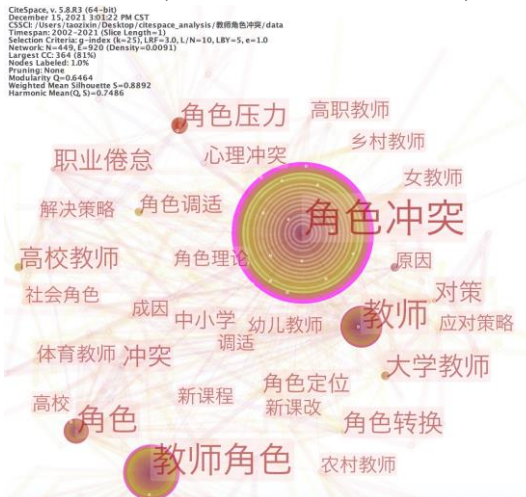 CiteSpace, v. 5.8.R3 (64-bit)
December 15, 2021 3:01:22 PM CST
CSSCI: /Users/taozixin/Desktop/citespace_analysis/教师角色冲突/data
Timespan: 2002-2021 (Slice Length=1)
Selection Criteria: g-index (k=25), LRF=3.0, L/N=10, LBY=5, e=1.0
Network: N=449, E=920 (Density=0.0091)
Largest CC: 364 (81%)
Nodes Labeled: 1.0%
Pruning: None
Modularity Q=0.6464
Weighted Mean Silhouette S=0.8892
Harmonic Mean(Q, S)=0.7486
角色压力
高职教师
乡村教师
职业倦怠
心理冲突
女教师
解决策略
角色调适
角色冲突
高校教师
角色理论
原因
社会角色
成因
中小学
幼儿教师
教师
对策
应对策略
调适
体育教师
冲突
大学教师
新课程
角色定位
高校
角色
新课改
角色转换
教师角色
农村教师